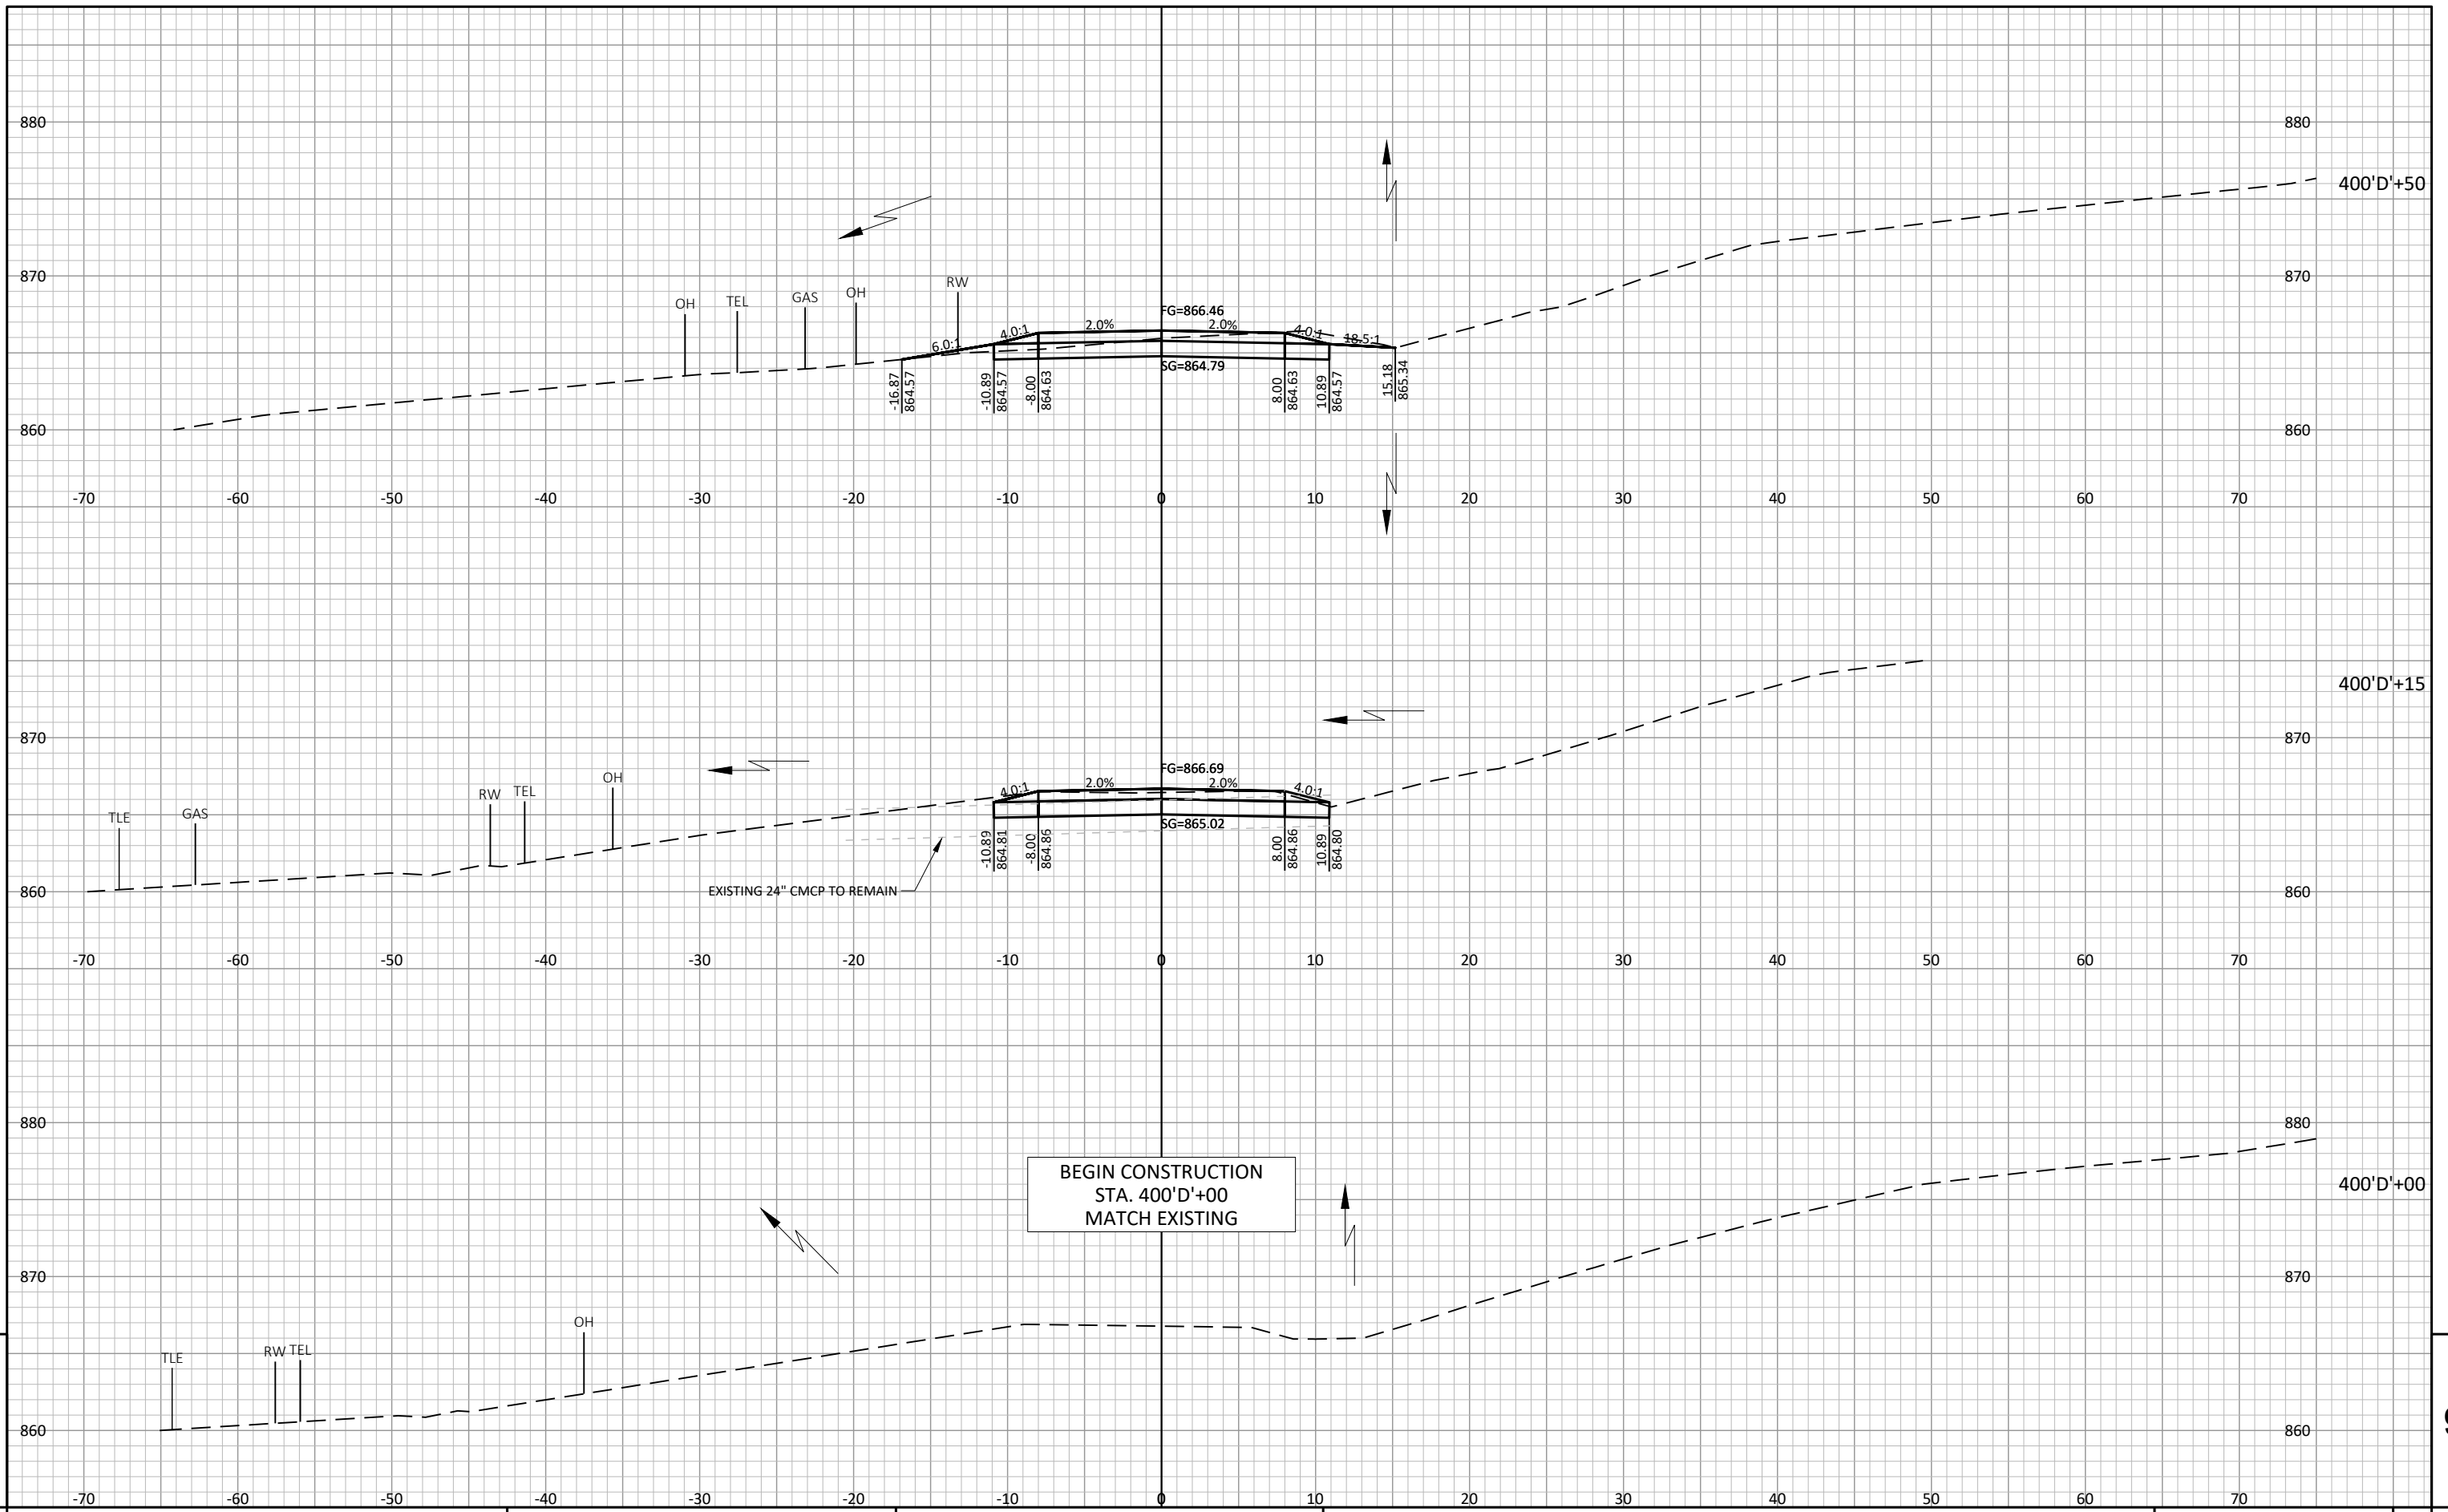 880
880
400'D'+50
870
870
OH
TEL
GAS
OH
RW
FG=866.46
4.0:1
2.0%
2.0%
4.0:1
6.0:1
18.5:1
SG=864.79
-16.87
864.57
-10.89
864.57
-8.00
864.63
8.00
864.63
10.89
864.57
15.18
865.34
860
860
-70 -60 -50 -40 -30 -20 -10 0 10 20 30 40 50 60 70
400'D'+15
870
870
TLE
GAS
RW
TEL
OH
FG=866.69
4.0:1
2.0%
2.0%
4.0:1
SG=865.02
-10.89
864.81
-8.00
864.86
8.00
864.86
10.89
864.80
EXISTING 24" CMCP TO REMAIN
860
860
-70 -60 -50 -40 -30 -20 -10 0 10 20 30 40 50 60 70
880
880
BEGIN CONSTRUCTION
STA. 400'D'+00
MATCH EXISTING
400'D'+00
870
870
TLE
RW
TEL
OH
860
860
-70 -60 -50 -40 -30 -20 -10 0 10 20 30 40 50 60 70